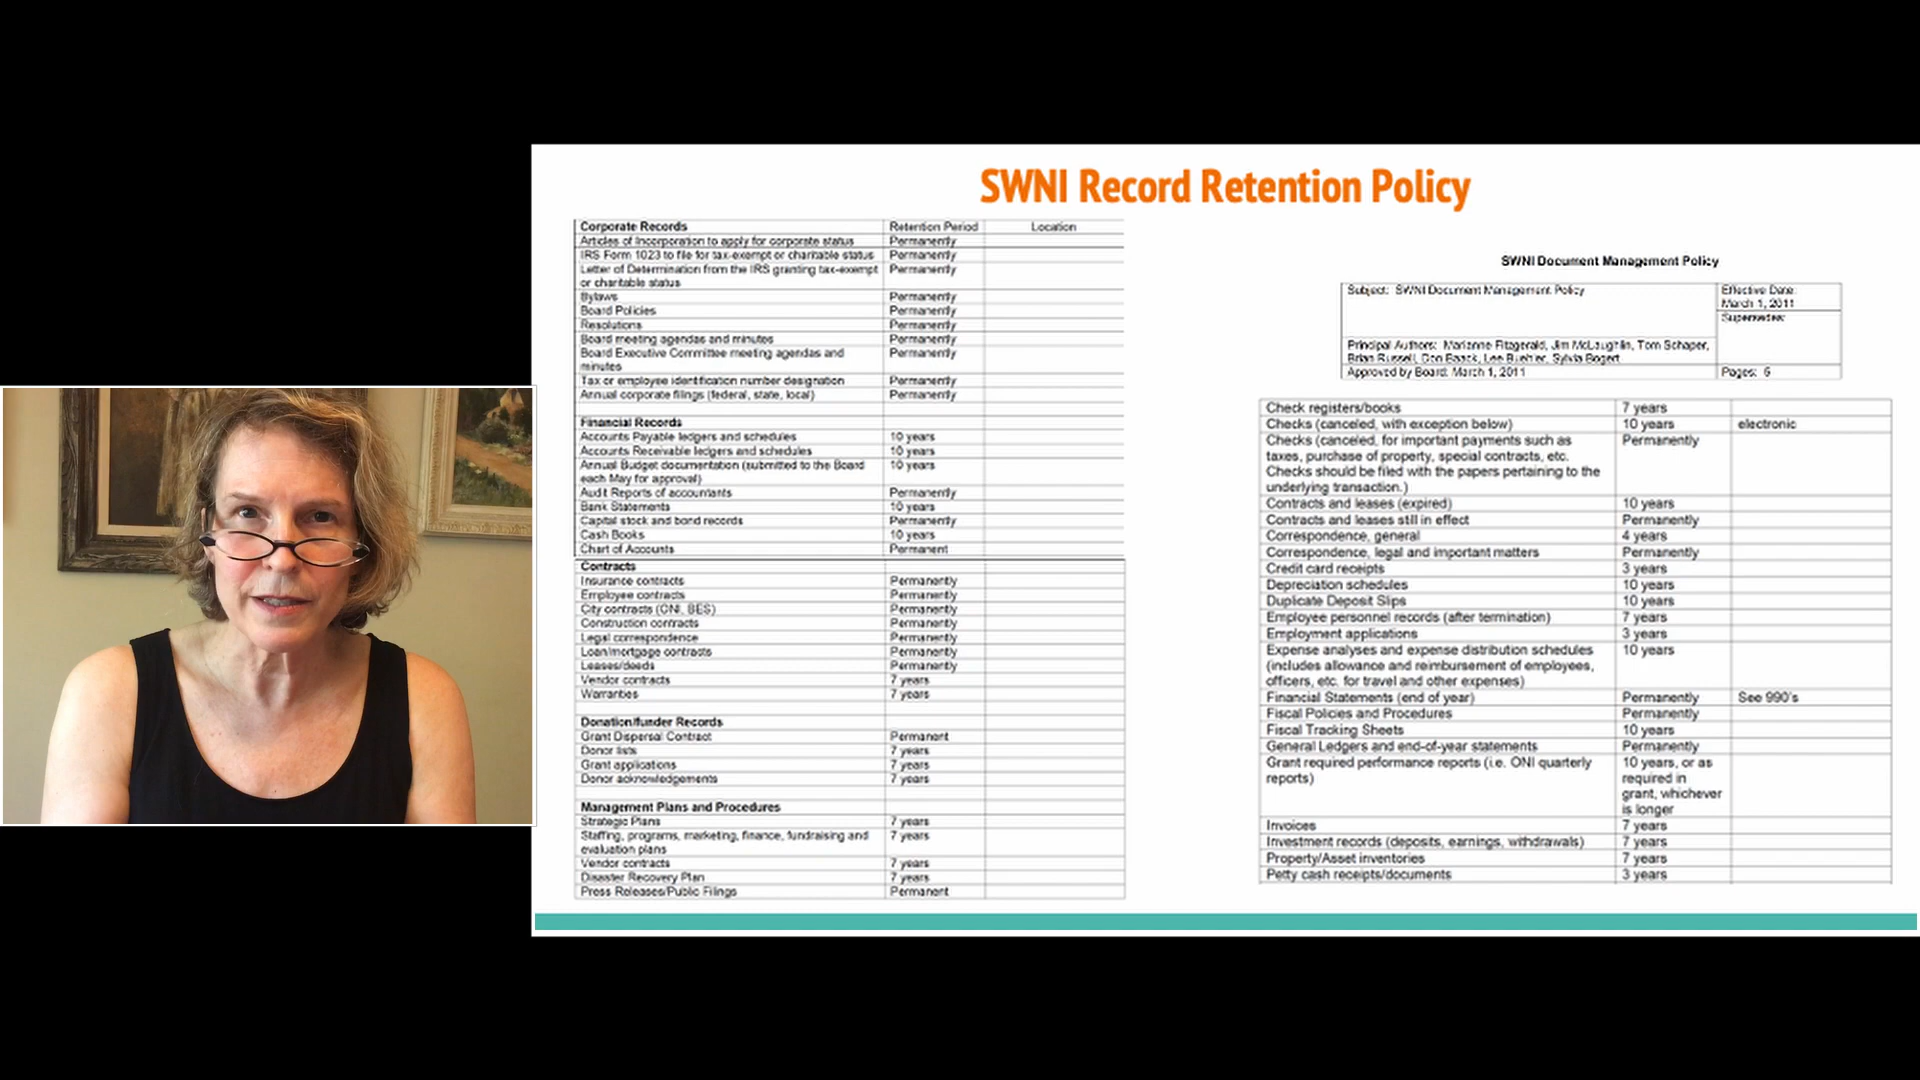 SWNI Record Retention Policy
Corporate Records Retention Period Location
Articles of Incorporation to apply for corporate status Permanently
IRS Form 1023 to file for tax-exempt or charitable status Permanently
Letter of Determination from the IRS granting tax-exempt Permanently
or charitable status
Bylaws Permanently
Board Policies Permanently
Resolutions Permanently
Board meeting agendas and minutes Permanently
Board Executive Committee meeting agendas and Permanently
minutes
Tax or employee identification number designation Permanently
Annual corporate filings (federal, state, local) Permanently
Financial Records
Accounts Payable ledgers and schedules 10 years
Accounts Receivable ledgers and schedules 10 years
Annual Budget documentation (submitted to the Board 10 years
each May for approval)
Audit Reports of accountants Permanently
Bank Statements 10 years
Capital stock and bond records Permanently
Cash Books 10 years
Chart of Accounts Permanent
Contracts
Insurance contracts Permanently
Employee contracts Permanently
City contracts (ONI, BES) Permanently
Construction contracts Permanently
Legal correspondence Permanently
Loan/mortgage contracts Permanently
Leases/deeds Permanently
Vendor contracts 7 years
Warranties 7 years
Donation/funder Records
Grant Dispersal Contract Permanent
Donor lists 7 years
Grant applications 7 years
Donor acknowledgements 7 years
Management Plans and Procedures
Strategic Plans 7 years
Staffing, programs, marketing, finance, fundraising and 7 years
evaluation plans
Vendor contracts 7 years
Disaster Recovery Plan 7 years
Press Releases/Public Filings Permanent
SWNI Document Management Policy
Subject: SWNI Document Management Policy Effective Date:
March 1, 2011
Supersedes:
Principal Authors: Marianne Fitzgerald, Jim McLaughlin, Tom Schaper,
Brian Russell, Don Baack, Lee Buehler, Sylvia Bogert
Approved by Board: March 1, 2011 Pages: 6
Check registers/books 7 years
Checks (canceled, with exception below) 10 years electronic
Checks (canceled, for important payments such as Permanently
taxes, purchase of property, special contracts, etc.
Checks should be filed with the papers pertaining to the
underlying transaction.)
Contracts and leases (expired) 10 years
Contracts and leases still in effect Permanently
Correspondence, general 4 years
Correspondence, legal and important matters Permanently
Credit card receipts 3 years
Depreciation schedules 10 years
Duplicate Deposit Slips 10 years
Employee personnel records (after termination) 7 years
Employment applications 3 years
Expense analyses and expense distribution schedules 10 years
(includes allowance and reimbursement of employees,
officers, etc. for travel and other expenses)
Financial Statements (end of year) Permanently See 990's
Fiscal Policies and Procedures Permanently
Fiscal Tracking Sheets 10 years
General Ledgers and end-of-year statements Permanently
Grant required performance reports (i.e. ONI quarterly 10 years, or as
reports) required in
grant, whichever
is longer
Invoices 7 years
Investment records (deposits, earnings, withdrawals) 7 years
Property/Asset inventories 7 years
Petty cash receipts/documents 3 years